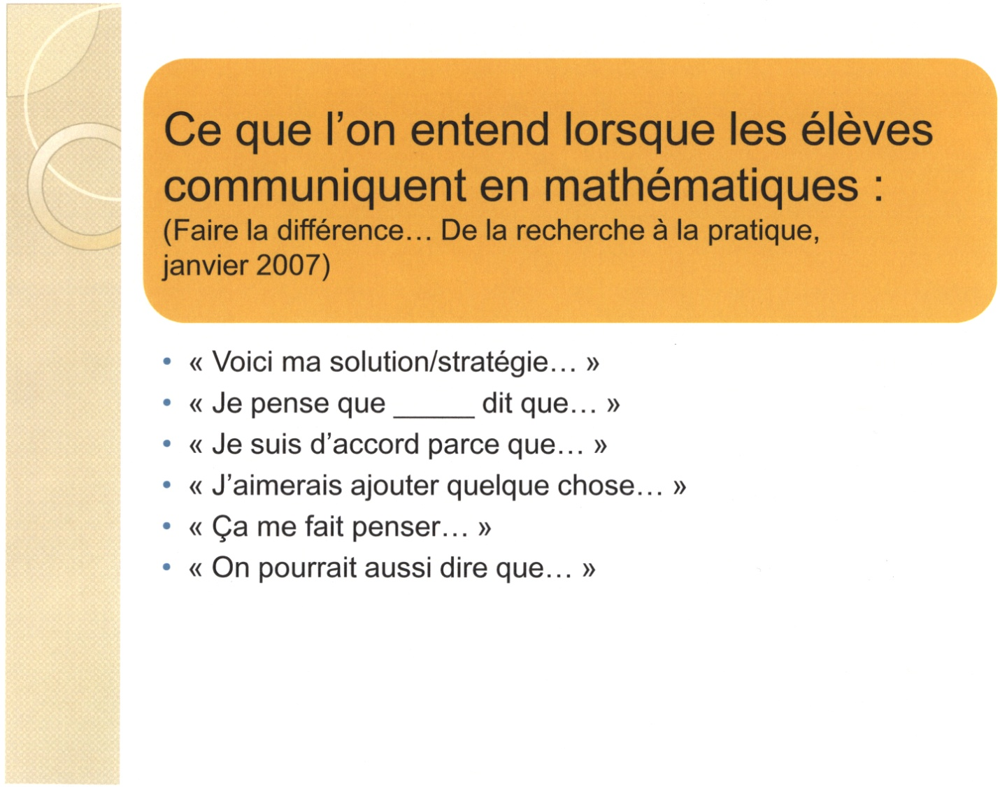 Ce que l’on entend lorsque les élèves
communiquent en mathématiques :
(Faire la différence… De la recherche à la pratique,
janvier 2007)
• « Voici ma solution/stratégie… »
• « Je pense que _____ dit que… »
• « Je suis d’accord parce que… »
• « J’aimerais ajouter quelque chose… »
• « Ça me fait penser… »
• « On pourrait aussi dire que… »